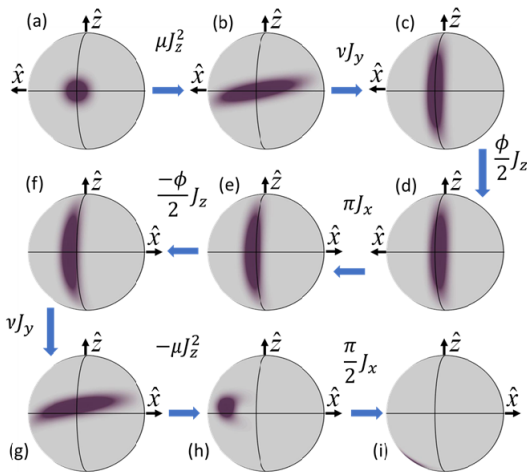 (a) ẑ x̂
μJ_z^2
(b) ẑ x̂
νJ_y
(c) ẑ x̂
ϕ/2 J_z
(f) ẑ x̂
−ϕ/2 J_z
(e) ẑ x̂
πJ_x
(d) ẑ x̂
νJ_y
(g) ẑ x̂
−μJ_z^2
(h) ẑ x̂
π/2 J_x
(i) ẑ x̂